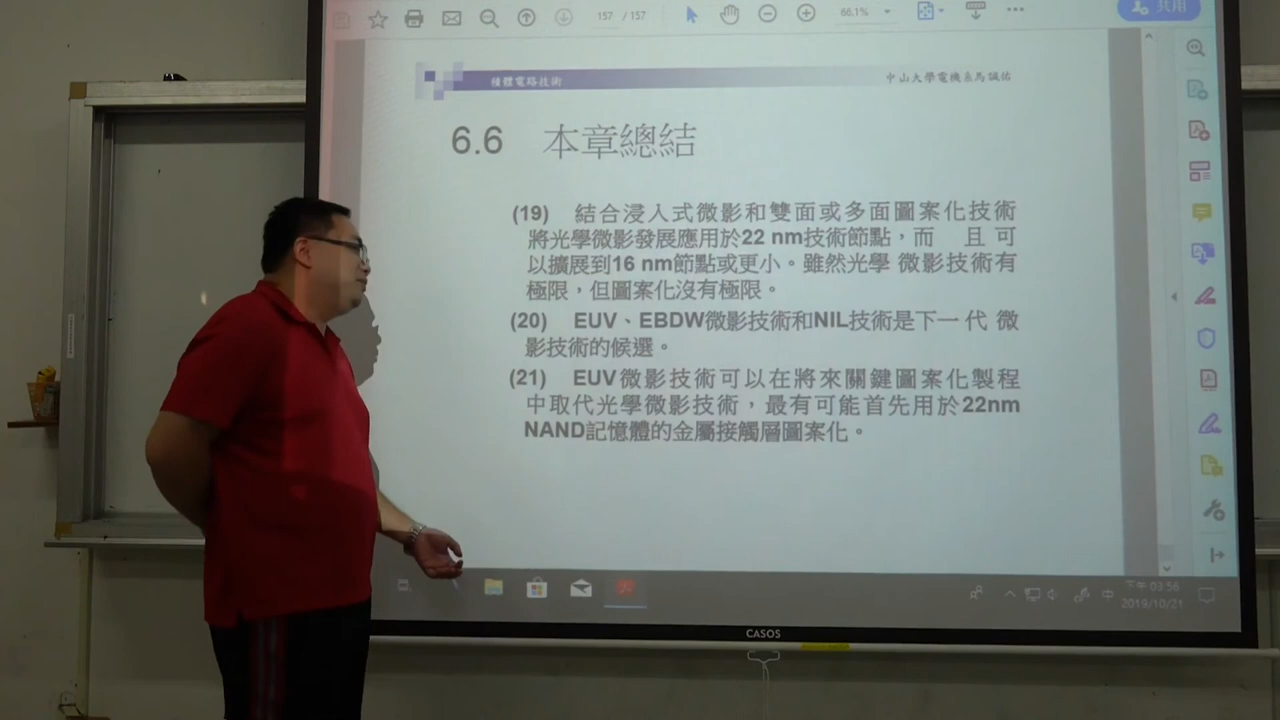 157 / 157
66.1%
共用
積體電路技術
中山大學電機系馬誠佑
6.6 本章總結
(19) 結合浸入式微影和雙面或多面圖案化技術
將光學微影發展應用於22 nm技術節點，而 且 可
以擴展到16 nm節點或更小。雖然光學 微影技術有
極限，但圖案化沒有極限。
(20) EUV、EBDW微影技術和NIL技術是下一 代 微
影技術的候選。
(21) EUV微影技術可以在將來關鍵圖案化製程
中取代光學微影技術，最有可能首先用於22nm
NAND記憶體的金屬接觸層圖案化。
中
下午 03:56
2019/10/21
CASOS